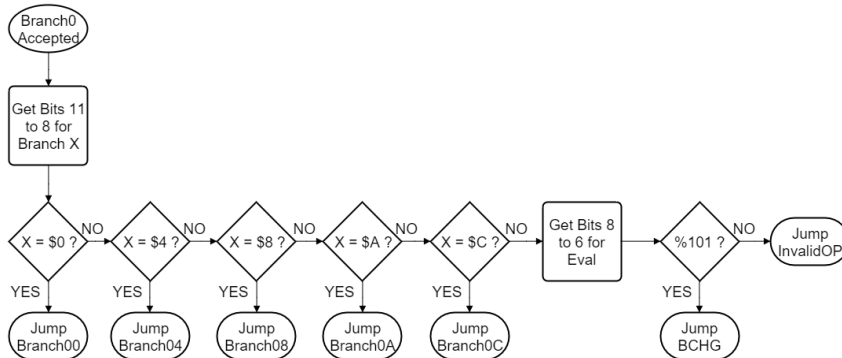 Branch0
Accepted
Get Bits 11
to 8 for
Branch X
X = $0 ?
NO
X = $4 ?
NO
X = $8 ?
NO
X = $A ?
NO
X = $C ?
NO
Get Bits 8
to 6 for
Eval
%101 ?
NO
Jump
InvalidOP
YES
YES
YES
YES
YES
YES
Jump
Branch00
Jump
Branch04
Jump
Branch08
Jump
Branch0A
Jump
Branch0C
Jump
BCHG